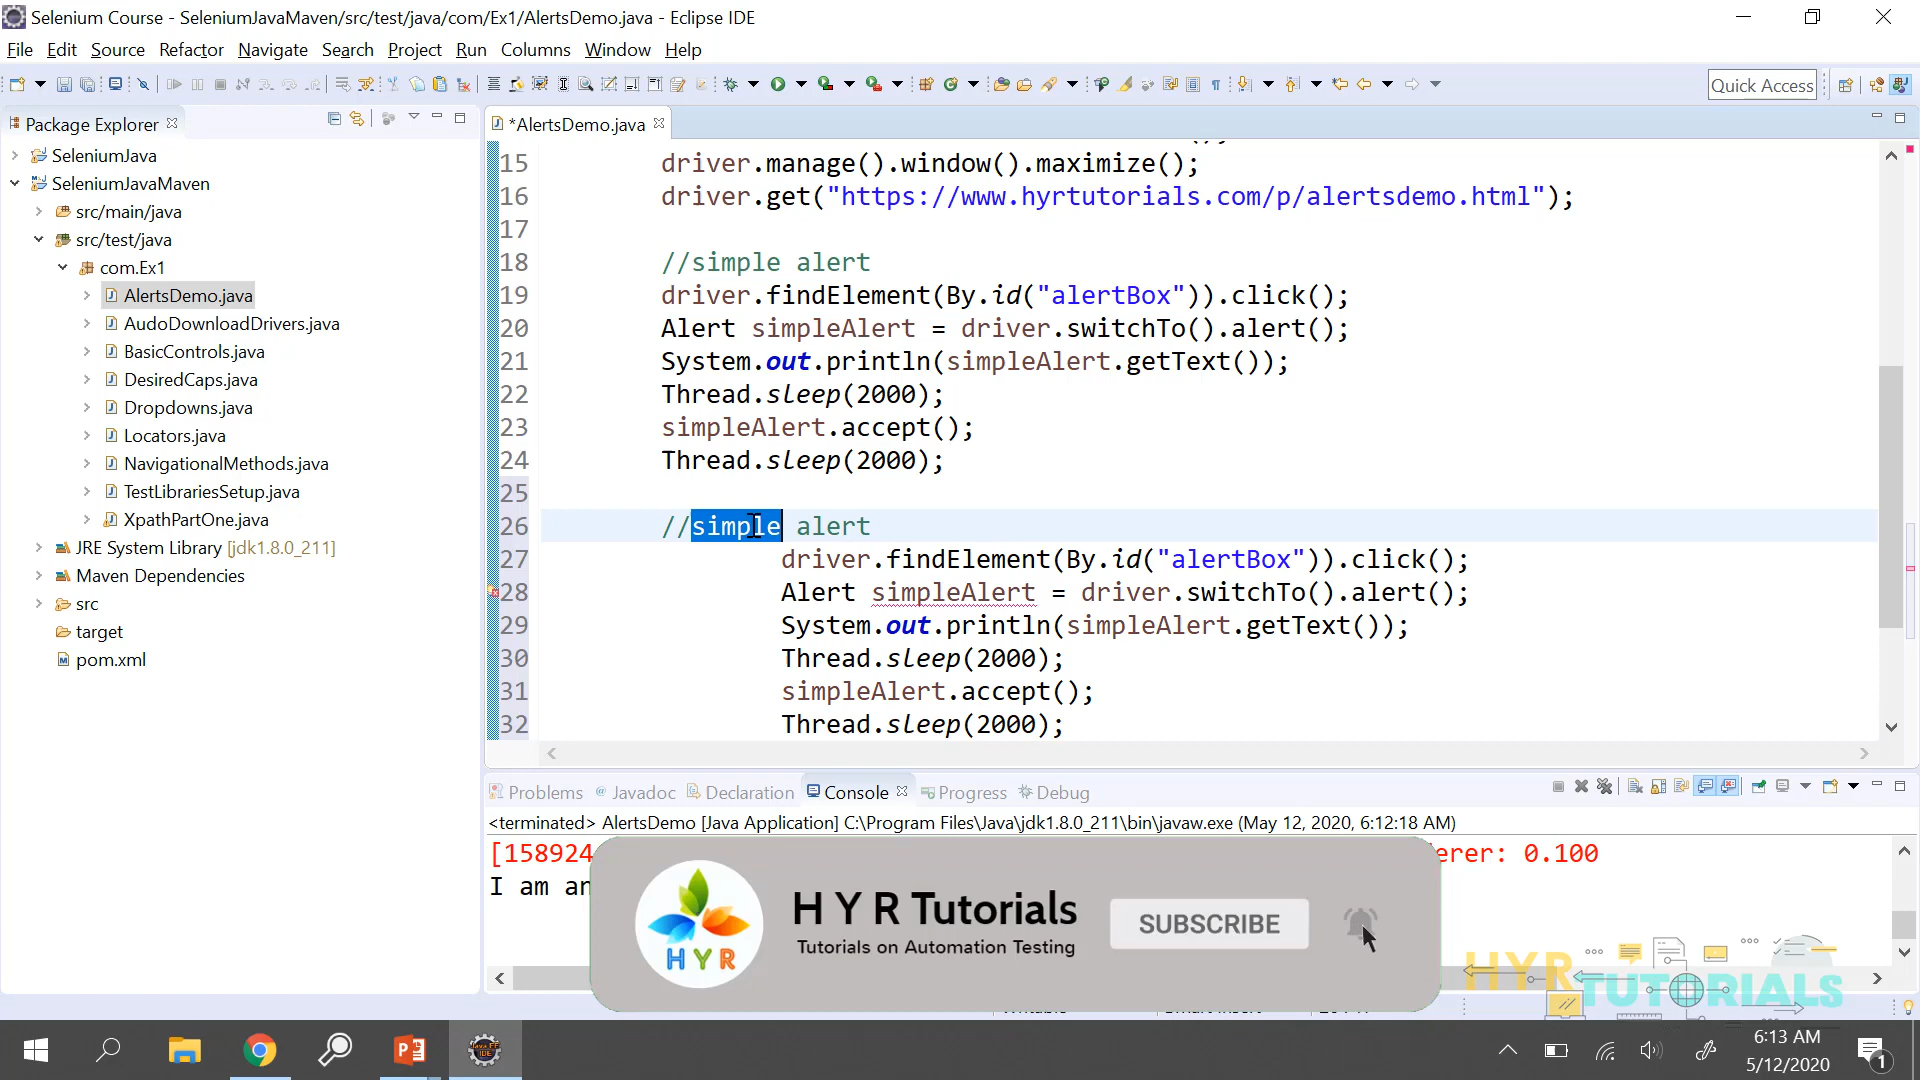 Selenium Course - SeleniumJavaMaven/src/test/java/com/Ex1/AlertsDemo.java - Eclipse IDE
File Edit Source Refactor Navigate Search Project Run Columns Window Help
Quick Access
Package Explorer
SeleniumJava
SeleniumJavaMaven
src/main/java
src/test/java
com.Ex1
AlertsDemo.java
AudoDownloadDrivers.java
BasicControls.java
DesiredCaps.java
Dropdowns.java
Locators.java
NavigationalMethods.java
TestLibrariesSetup.java
XpathPartOne.java
JRE System Library [jdk1.8.0_211]
Maven Dependencies
src
target
pom.xml
*AlertsDemo.java
15 driver.manage().window().maximize();
16 driver.get("https://www.hyrtutorials.com/p/alertsdemo.html");
17
18 //simple alert
19 driver.findElement(By.id("alertBox")).click();
20 Alert simpleAlert = driver.switchTo().alert();
21 System.out.println(simpleAlert.getText());
22 Thread.sleep(2000);
23 simpleAlert.accept();
24 Thread.sleep(2000);
25
26 //simple alert
27 driver.findElement(By.id("alertBox")).click();
28 Alert simpleAlert = driver.switchTo().alert();
29 System.out.println(simpleAlert.getText());
30 Thread.sleep(2000);
31 simpleAlert.accept();
32 Thread.sleep(2000);
Problems Javadoc Declaration Console Progress Debug
<terminated> AlertsDemo [Java Application] C:\Program Files\Java\jdk1.8.0_211\bin\javaw.exe (May 12, 2020, 6:12:18 AM)
[158924 erer: 0.100
I am an
HYR
H Y R Tutorials
Tutorials on Automation Testing
SUBSCRIBE
HYR TUTORIALS
6:13 AM
5/12/2020
1